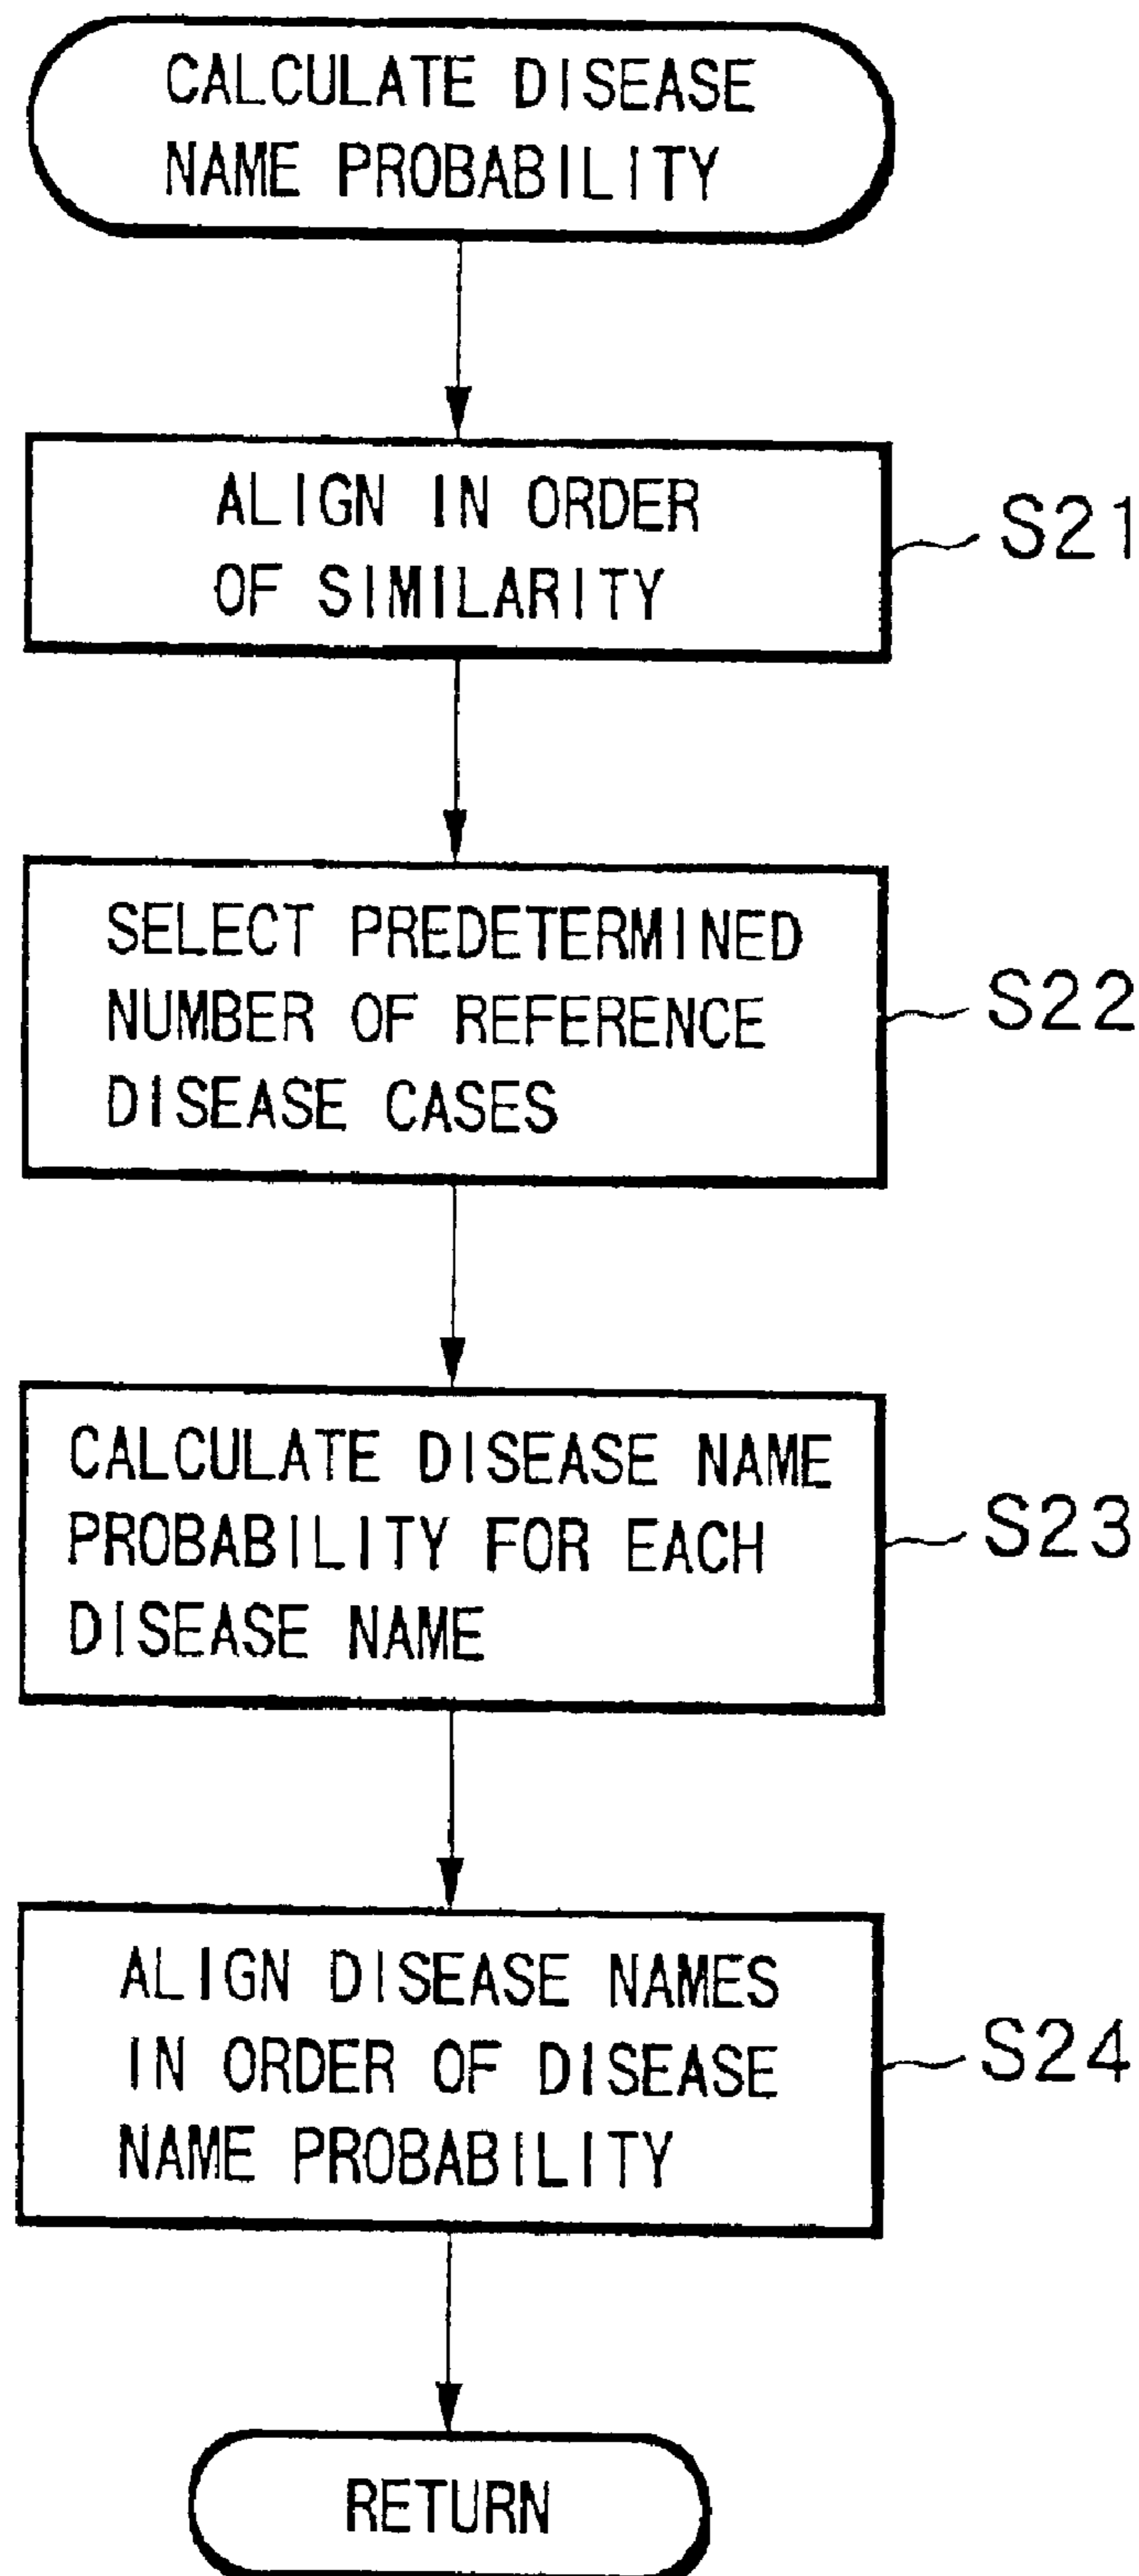 CALCULATE DISEASE
NAME PROBABILITY
ALIGN IN ORDER
OF SIMILARITY
S21
SELECT PREDETERMINED
NUMBER OF REFERENCE
DISEASE CASES
S22
CALCULATE DISEASE NAME
PROBABILITY FOR EACH
DISEASE NAME
S23
ALIGN DISEASE NAMES
IN ORDER OF DISEASE
NAME PROBABILITY
S24
RETURN